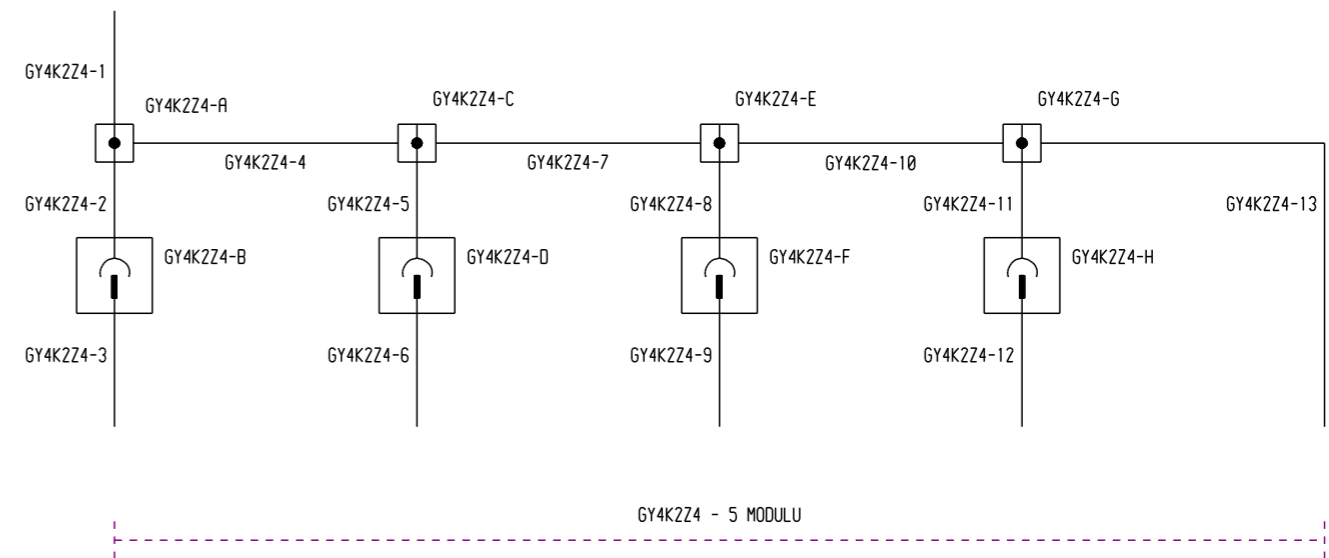 GY4K2Z4-1
GY4K2Z4-A
GY4K2Z4-C
GY4K2Z4-E
GY4K2Z4-G
GY4K2Z4-4
GY4K2Z4-7
GY4K2Z4-10
GY4K2Z4-2
GY4K2Z4-5
GY4K2Z4-8
GY4K2Z4-11
GY4K2Z4-13
GY4K2Z4-B
GY4K2Z4-D
GY4K2Z4-F
GY4K2Z4-H
GY4K2Z4-3
GY4K2Z4-6
GY4K2Z4-9
GY4K2Z4-12
GY4K2Z4 - 5 MODULU